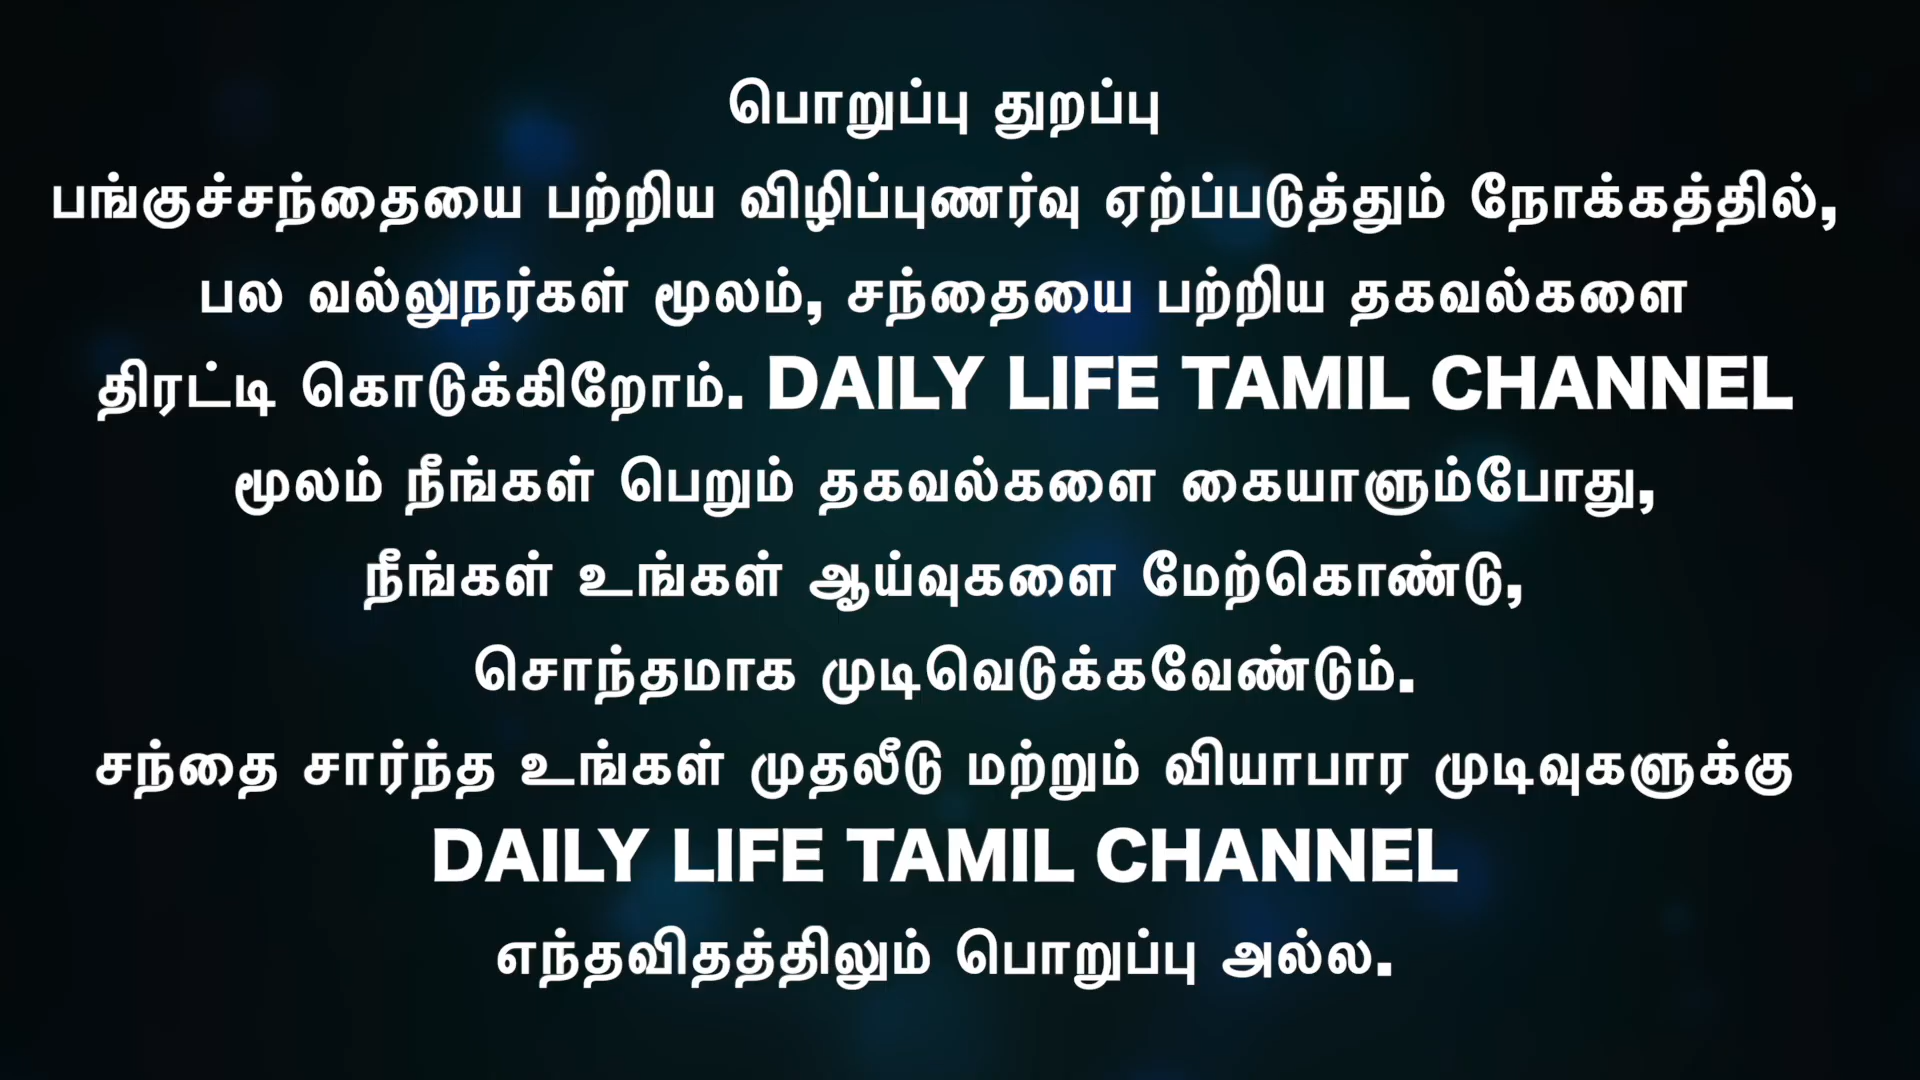 பொறுப்பு துறப்பு
பங்குச்சந்தையை பற்றிய விழிப்புணர்வு ஏற்ப்படுத்தும் நோக்கத்தில்,
பல வல்லுநர்கள் மூலம், சந்தையை பற்றிய தகவல்களை
திரட்டி கொடுக்கிறோம். DAILY LIFE TAMIL CHANNEL
மூலம் நீங்கள் பெறும் தகவல்களை கையாளும்போது,
நீங்கள் உங்கள் ஆய்வுகளை மேற்கொண்டு,
சொந்தமாக முடிவெடுக்கவேண்டும்.
சந்தை சார்ந்த உங்கள் முதலீடு மற்றும் வியாபார முடிவுகளுக்கு
DAILY LIFE TAMIL CHANNEL
எந்தவிதத்திலும் பொறுப்பு அல்ல.